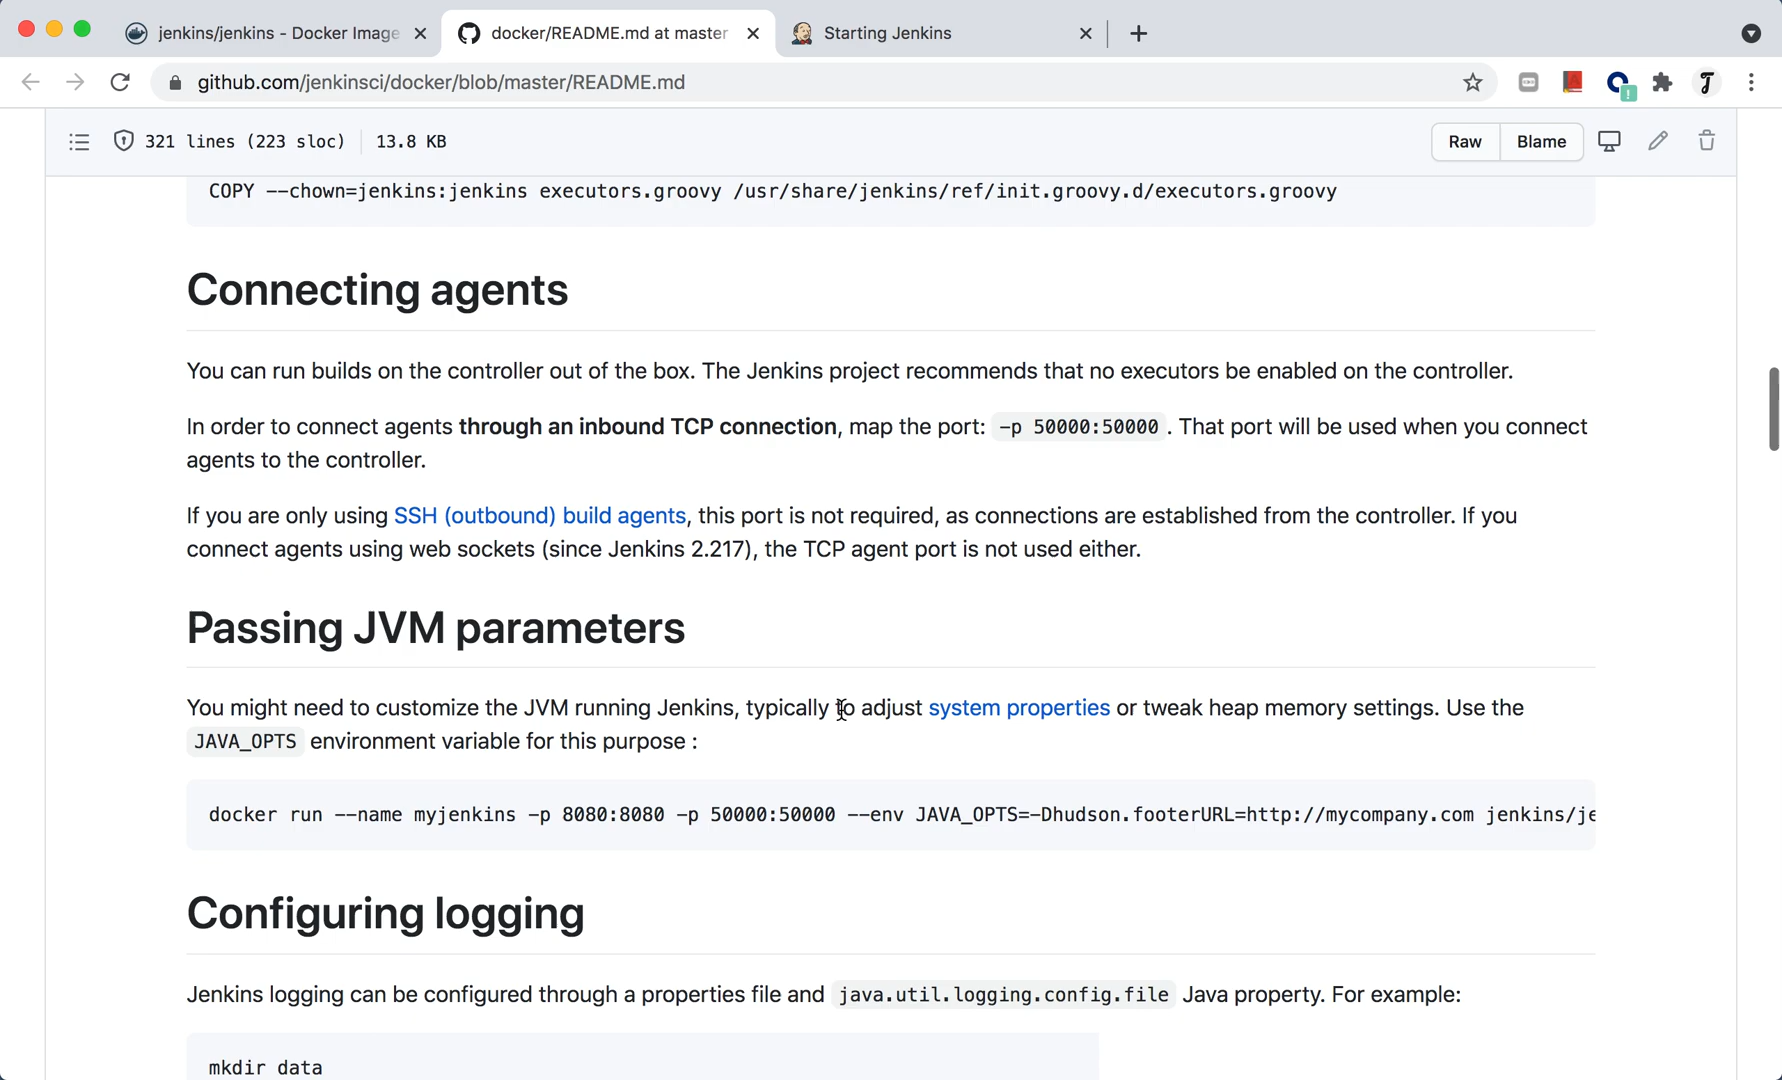 jenkins/jenkins - Docker Image
docker/README.md at master
Starting Jenkins
github.com/jenkinsci/docker/blob/master/README.md
321 lines (223 sloc) 13.8 KB
Raw Blame
COPY --chown=jenkins:jenkins executors.groovy /usr/share/jenkins/ref/init.groovy.d/executors.groovy
Connecting agents
You can run builds on the controller out of the box. The Jenkins project recommends that no executors be enabled on the controller.
In order to connect agents through an inbound TCP connection, map the port: -p 50000:50000 . That port will be used when you connect
agents to the controller.
If you are only using SSH (outbound) build agents, this port is not required, as connections are established from the controller. If you
connect agents using web sockets (since Jenkins 2.217), the TCP agent port is not used either.
Passing JVM parameters
You might need to customize the JVM running Jenkins, typically to adjust system properties or tweak heap memory settings. Use the
JAVA_OPTS environment variable for this purpose :
docker run --name myjenkins -p 8080:8080 -p 50000:50000 --env JAVA_OPTS=-Dhudson.footerURL=http://mycompany.com jenkins/je
Configuring logging
Jenkins logging can be configured through a properties file and java.util.logging.config.file Java property. For example:
mkdir data